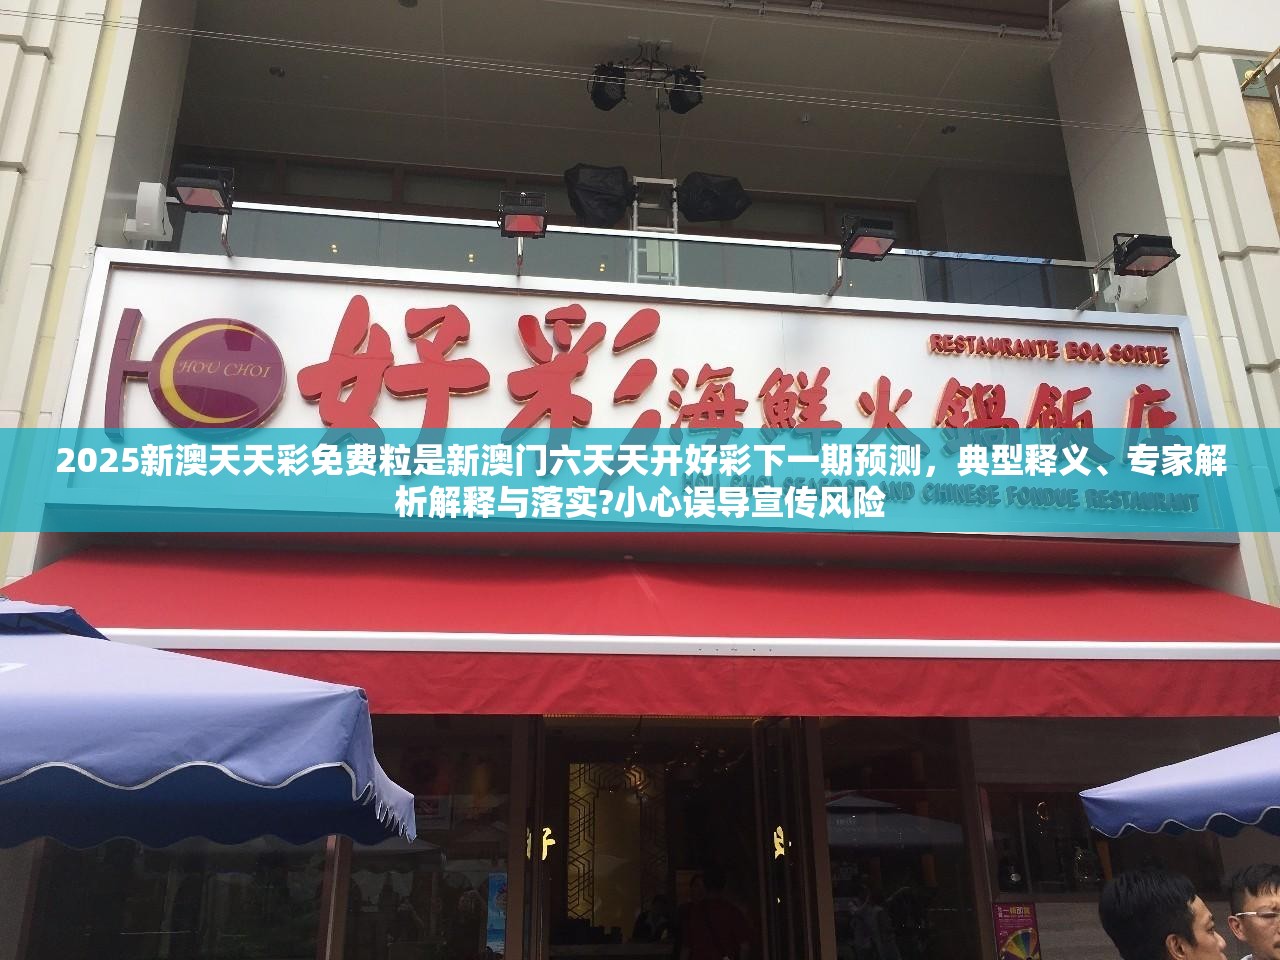 RESTAURANTE BOA SORTE
HOU CHOI
好彩海鮮火鍋飯店
2025新澳天天彩免费粒是新澳门六天天开好彩下一期预测，典型释义、专家解
析解释与落实?小心误导宣传风险
HOU CHOI SEAFOOD AND CHINESE FONDUE RESTAURANT